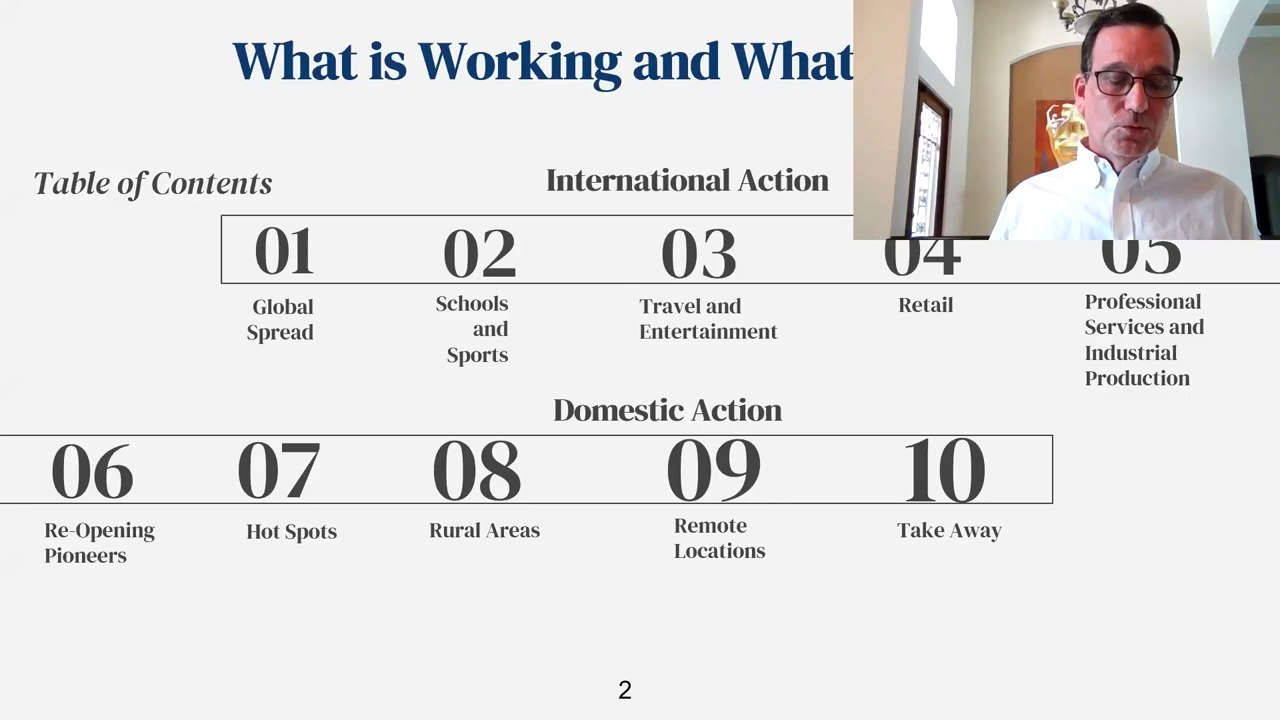 What is Working and What
Table of Contents
International Action
01
02
03
04
05
Global
Spread
Schools
and
Sports
Travel and
Entertainment
Retail
Professional
Services and
Industrial
Production
Domestic Action
06
07
08
09
10
Re-Opening
Pioneers
Hot Spots
Rural Areas
Remote
Locations
Take Away
2